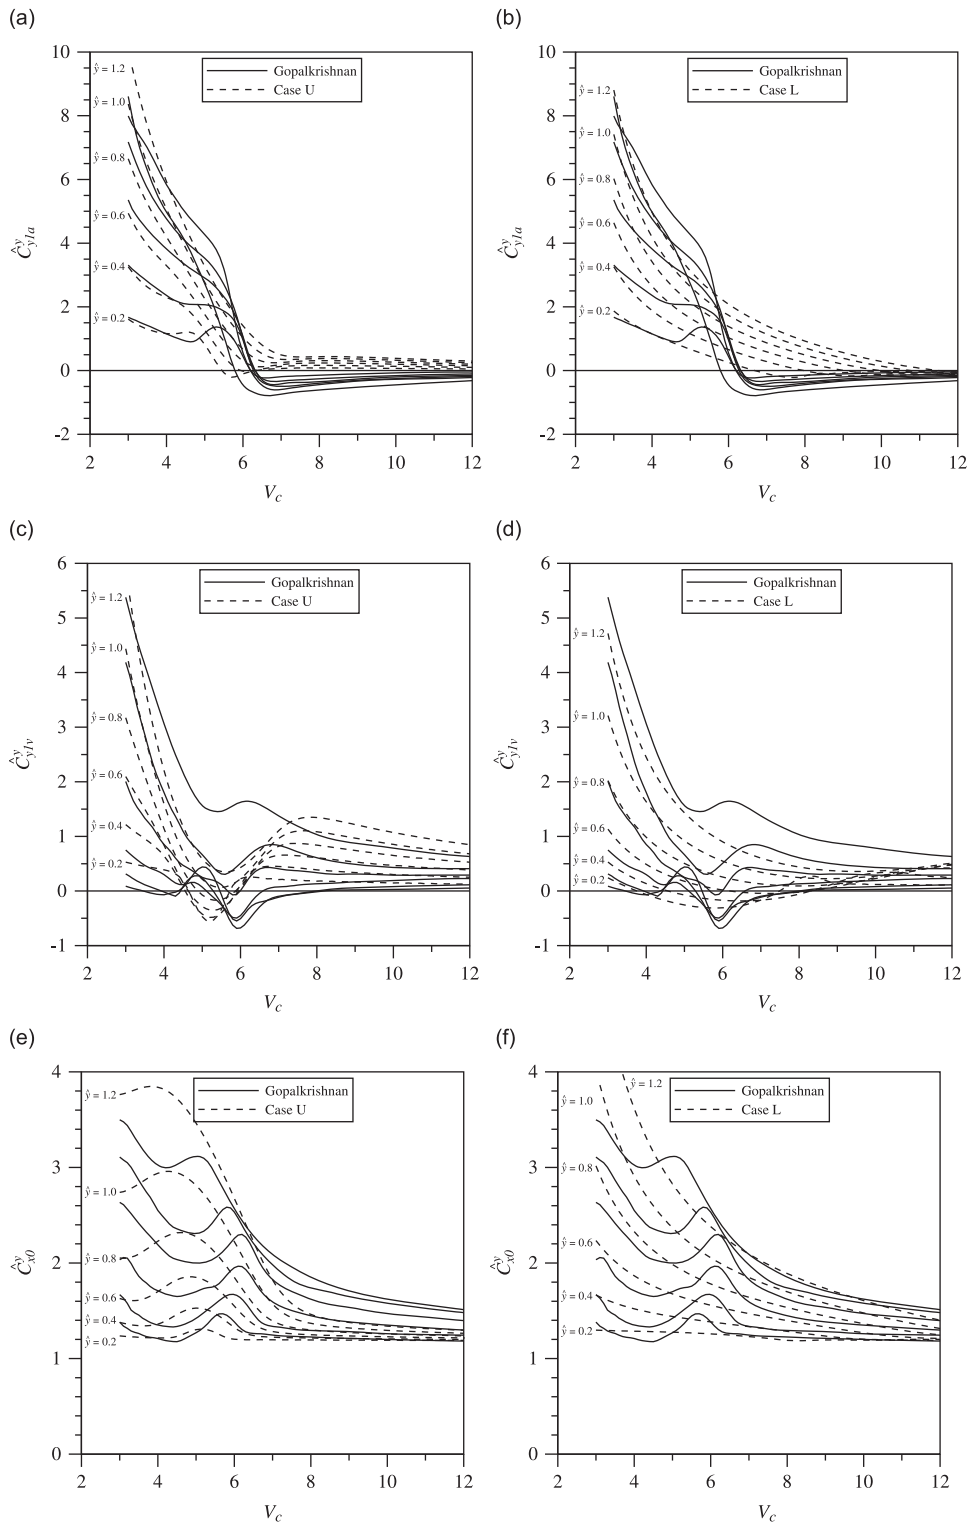 (a)
(b)
10
ŷ = 1.2
Gopalkrishnan
Case U
8
ŷ = 1.0
ŷ = 0.8
6
ŷ = 0.6
4
ŷ = 0.4
2
ŷ = 0.2
0
-2
2 4 6 8 10 12
V_c
Ĉ^y_y1a
10
Gopalkrishnan
Case L
ŷ = 1.2
8
ŷ = 1.0
ŷ = 0.8
6
ŷ = 0.6
4
ŷ = 0.4
2
ŷ = 0.2
0
-2
2 4 6 8 10 12
V_c
Ĉ^y_y1a
(c)
(d)
6
Gopalkrishnan
Case U
ŷ = 1.2
5
ŷ = 1.0
4
ŷ = 0.8
3
ŷ = 0.6
2
ŷ = 0.4
1
ŷ = 0.2
0
-1
2 4 6 8 10 12
V_c
Ĉ^y_y1v
6
Gopalkrishnan
Case L
5
ŷ = 1.2
4
ŷ = 1.0
3
2
ŷ = 0.8
ŷ = 0.6
1
ŷ = 0.4
ŷ = 0.2
0
-1
2 4 6 8 10 12
V_c
Ĉ^y_y1v
(e)
(f)
4
Gopalkrishnan
Case U
ŷ = 1.2
3
ŷ = 1.0
ŷ = 0.8
2
ŷ = 0.6
ŷ = 0.4
ŷ = 0.2
1
0
2 4 6 8 10 12
V_c
Ĉ^y_x0
4
ŷ = 1.2
Gopalkrishnan
Case L
ŷ = 1.0
3
ŷ = 0.8
ŷ = 0.6
2
ŷ = 0.4
ŷ = 0.2
1
0
2 4 6 8 10 12
V_c
Ĉ^y_x0